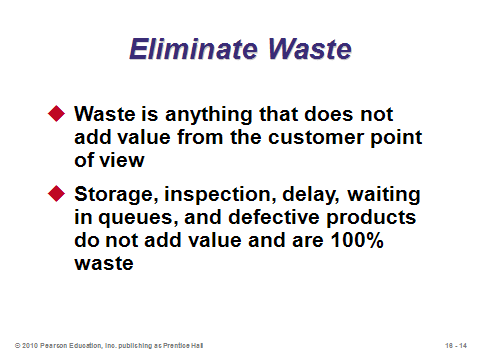 Eliminate Waste
Waste is anything that does not
add value from the customer point
of view
Storage, inspection, delay, waiting
in queues, and defective products
do not add value and are 100%
waste
© 2010 Pearson Education, Inc. publishing as Prentice Hall
16 - 14